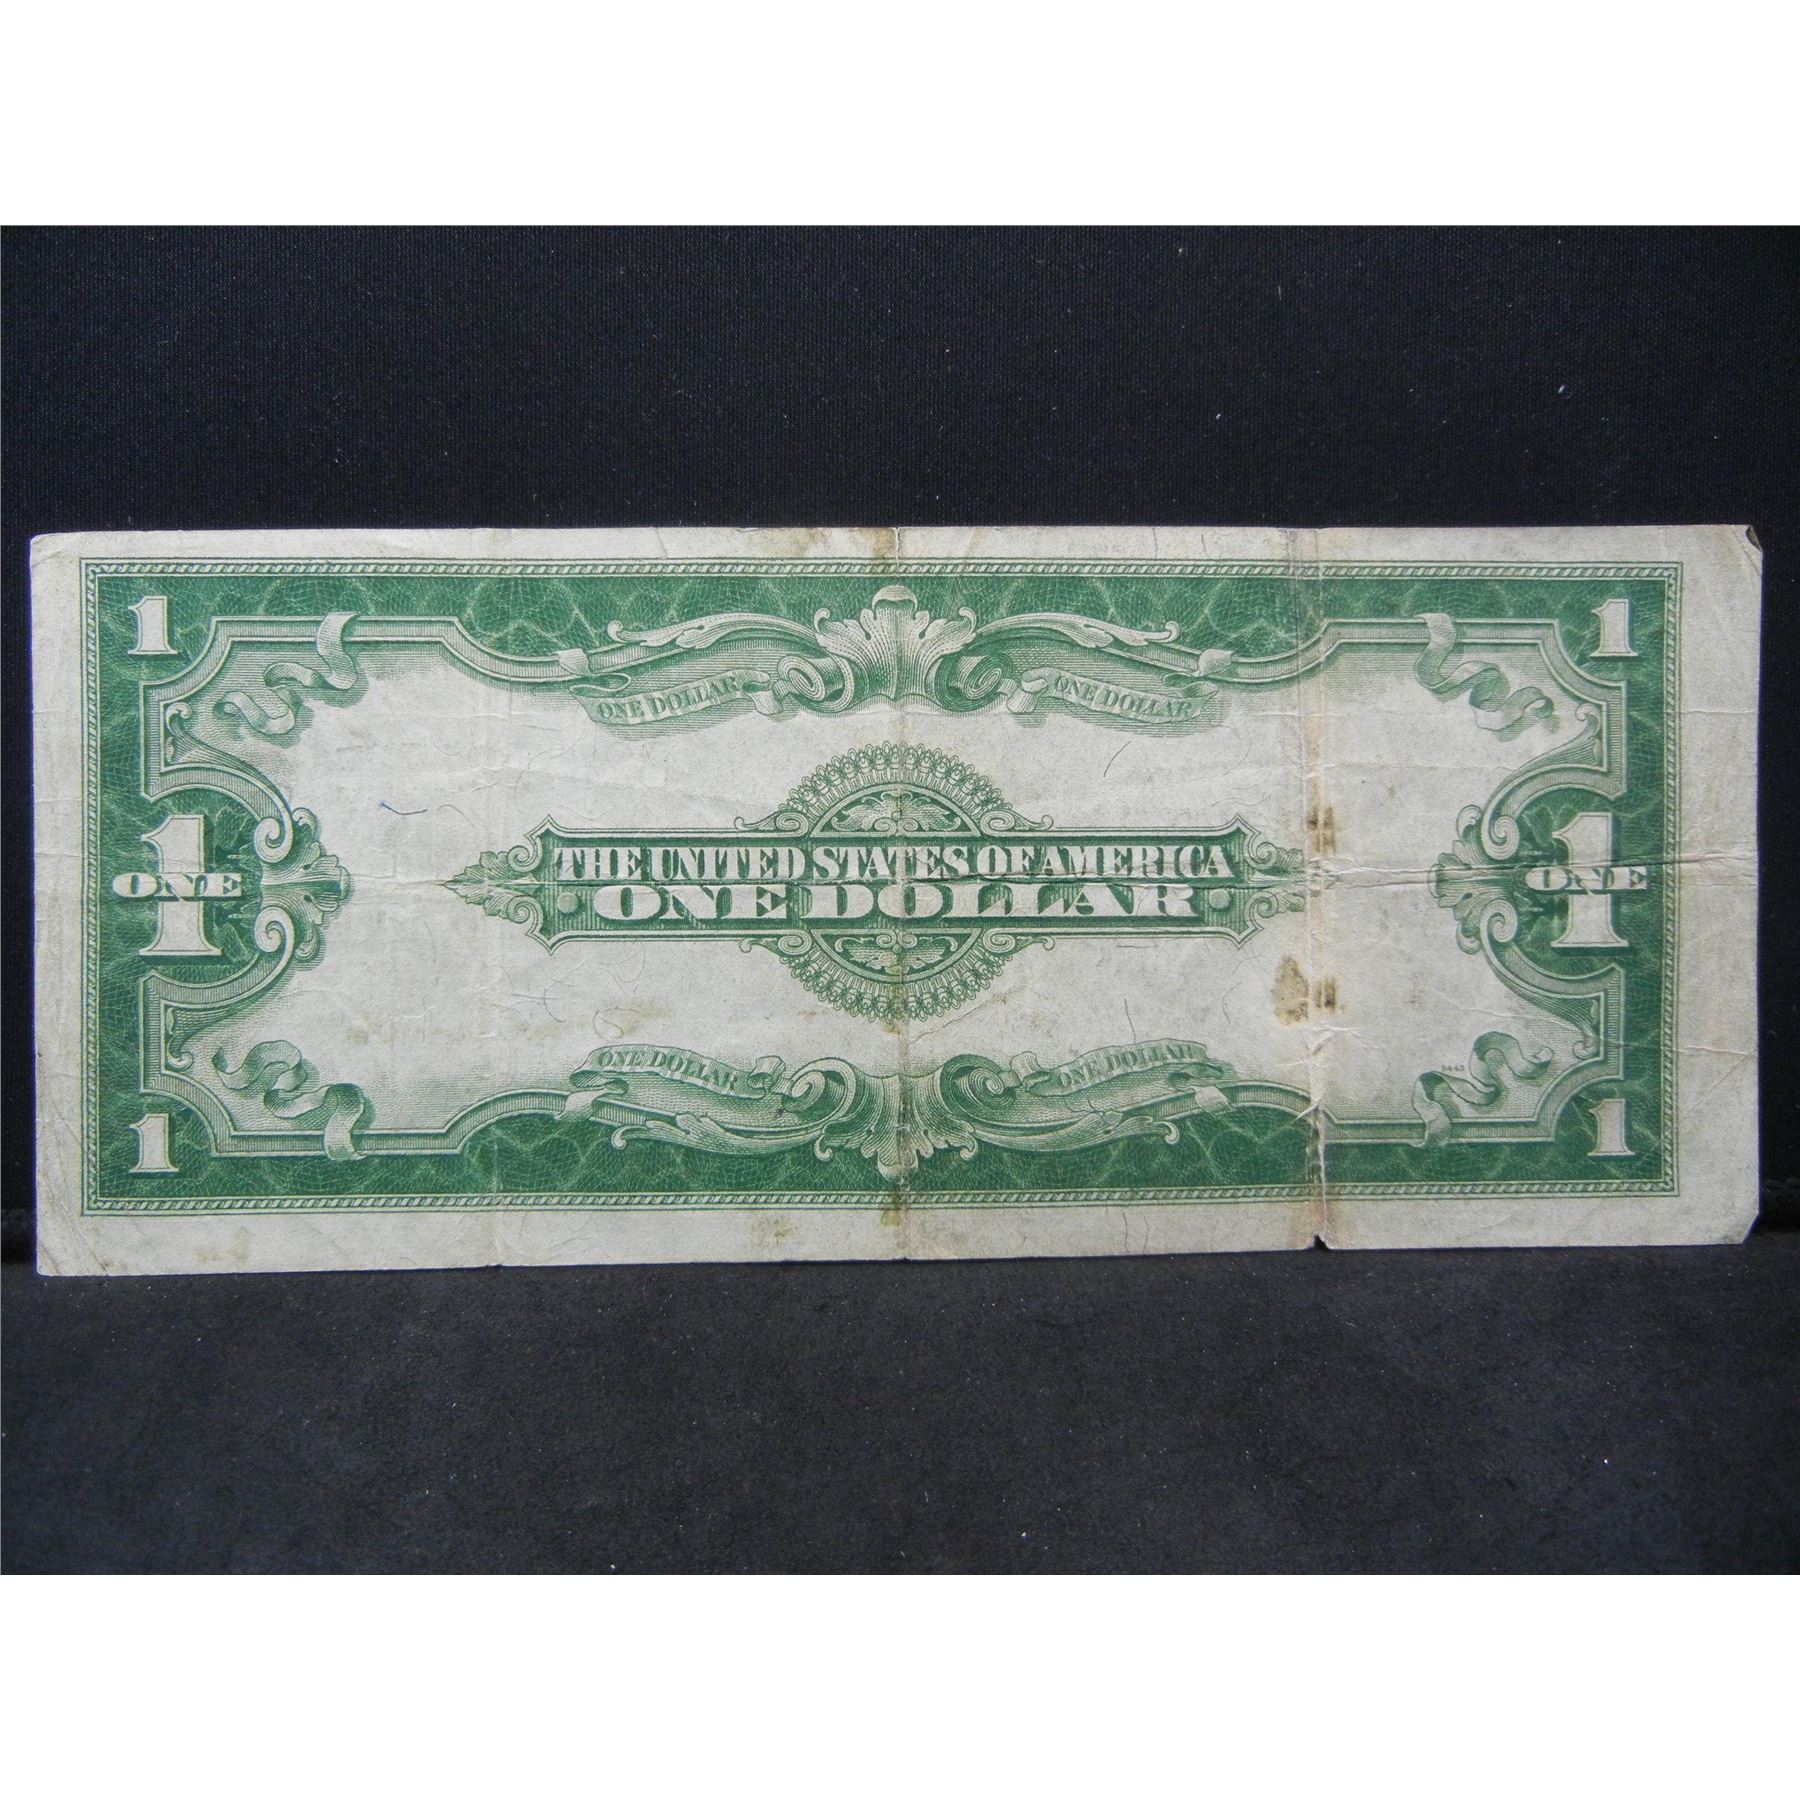 1 1
ONE DOLLAR ONE DOLLAR
THE UNITED STATES OF AMERICA
1 ONE ONE DOLLAR 1 ONE
ONE DOLLAR ONE DOLLAR
5443
1 1